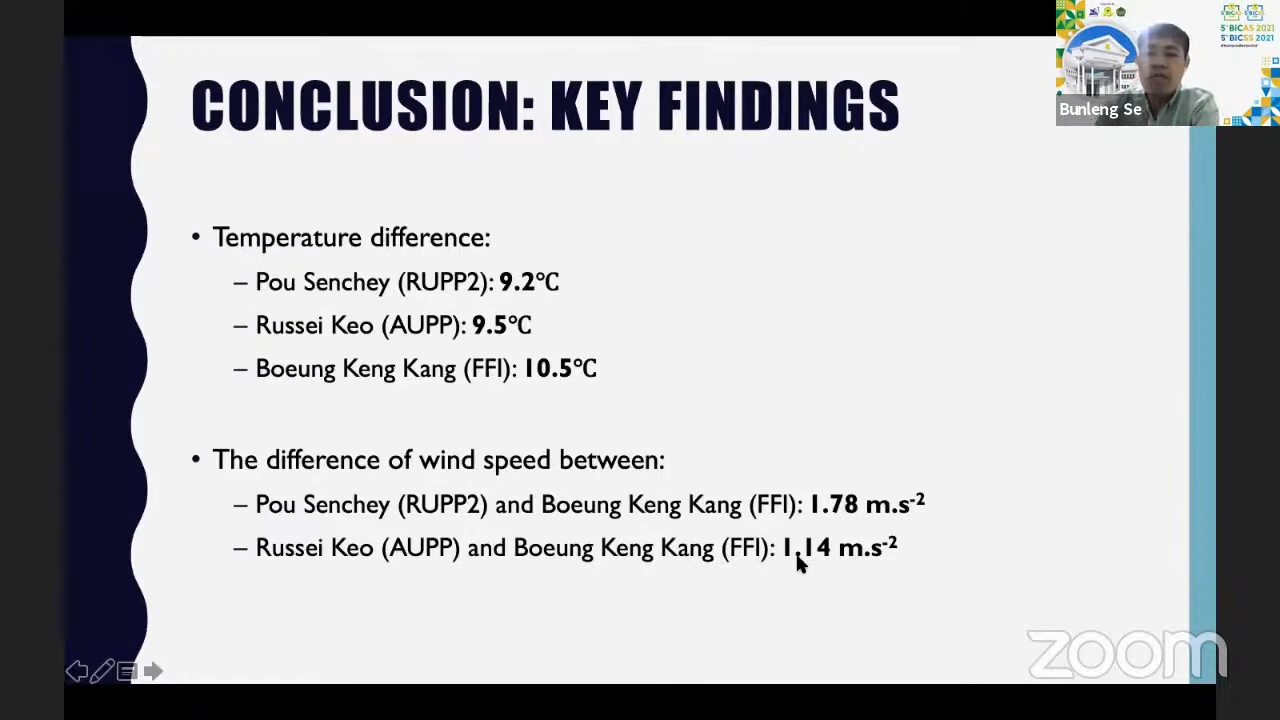 5th BICAS 2021
5th BICSS 2021
Bunleng Se
CONCLUSION: KEY FINDINGS
• Temperature difference:
– Pou Senchey (RUPP2): 9.2°C
– Russei Keo (AUPP): 9.5°C
– Boeung Keng Kang (FFI): 10.5°C
• The difference of wind speed between:
– Pou Senchey (RUPP2) and Boeung Keng Kang (FFI): 1.78 m.s-2
– Russei Keo (AUPP) and Boeung Keng Kang (FFI): 1.14 m.s-2
zoom